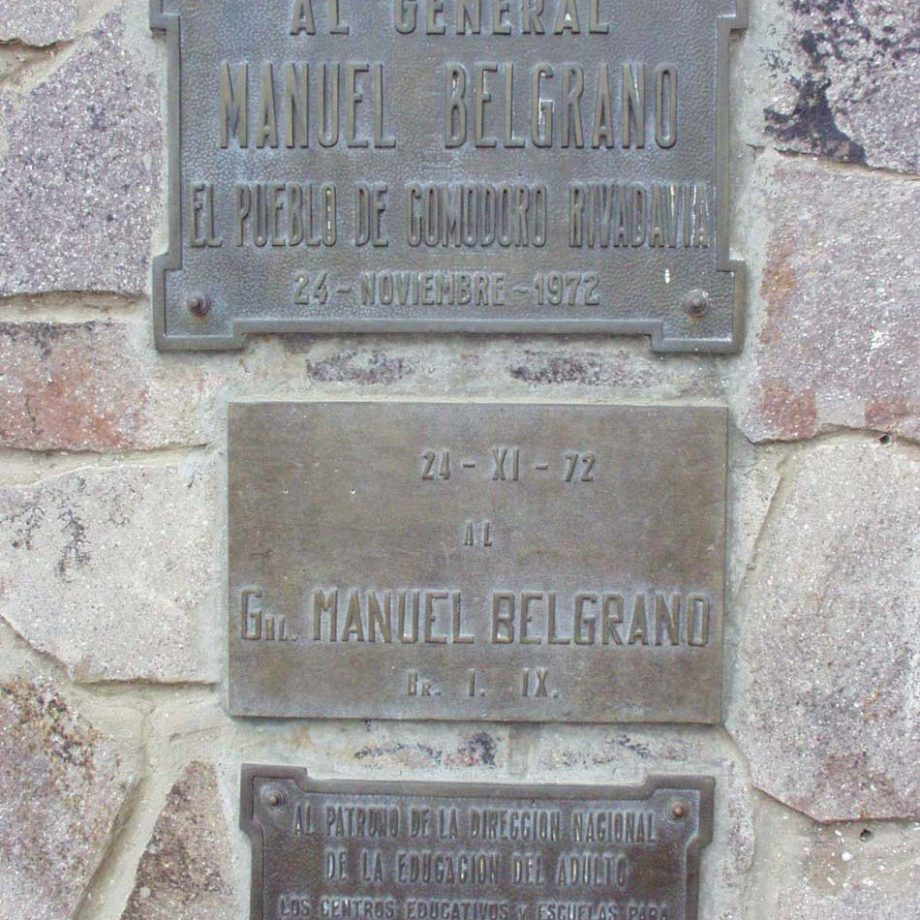 AL GENERAL
MANUEL BELGRANO
EL PUEBLO DE COMODORO RIVADAVIA
24 - NOVIEMBRE - 1972
24 - XI - 72
AL
GRL. MANUEL BELGRANO
BR. I. IX.
AL PATRONO DE LA DIRECCION NACIONAL
DE LA EDUCACION DEL ADULTO
LOS CENTROS EDUCATIVOS Y ESCUELAS PARA